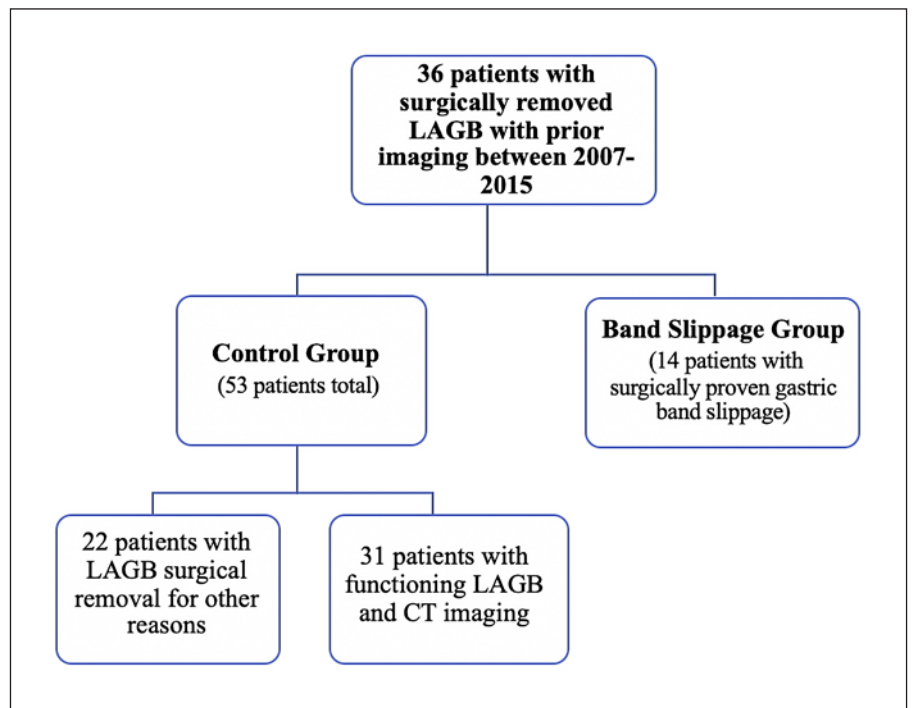 36 patients with
surgically removed
LAGB with prior
imaging between 2007-
2015
Control Group
(53 patients total)
Band Slippage Group
(14 patients with
surgically proven gastric
band slippage)
22 patients with
LAGB surgical
removal for other
reasons
31 patients with
functioning LAGB
and CT imaging